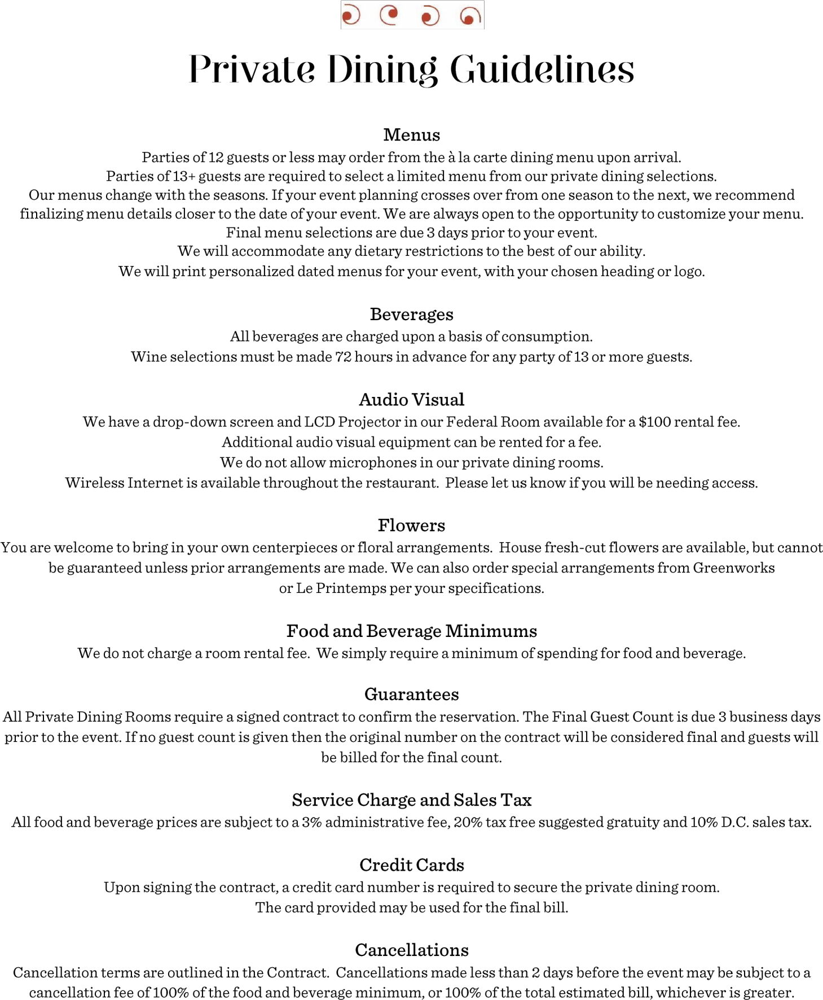 Private Dining Guidelines
Menus
Parties of 12 guests or less may order from the à la carte dining menu upon arrival.
Parties of 13+ guests are required to select a limited menu from our private dining selections.
Our menus change with the seasons. If your event planning crosses over from one season to the next, we recommend
finalizing menu details closer to the date of your event. We are always open to the opportunity to customize your menu.
Final menu selections are due 3 days prior to your event.
We will accommodate any dietary restrictions to the best of our ability.
We will print personalized dated menus for your event, with your chosen heading or logo.
Beverages
All beverages are charged upon a basis of consumption.
Wine selections must be made 72 hours in advance for any party of 13 or more guests.
Audio Visual
We have a drop-down screen and LCD Projector in our Federal Room available for a $100 rental fee.
Additional audio visual equipment can be rented for a fee.
We do not allow microphones in our private dining rooms.
Wireless Internet is available throughout the restaurant.  Please let us know if you will be needing access.
Flowers
You are welcome to bring in your own centerpieces or floral arrangements.  House fresh-cut flowers are available, but cannot
be guaranteed unless prior arrangements are made. We can also order special arrangements from Greenworks
or Le Printemps per your specifications.
Food and Beverage Minimums
We do not charge a room rental fee.  We simply require a minimum of spending for food and beverage.
Guarantees
All Private Dining Rooms require a signed contract to confirm the reservation. The Final Guest Count is due 3 business days
prior to the event. If no guest count is given then the original number on the contract will be considered final and guests will
be billed for the final count.
Service Charge and Sales Tax
All food and beverage prices are subject to a 3% administrative fee, 20% tax free suggested gratuity and 10% D.C. sales tax.
Credit Cards
Upon signing the contract, a credit card number is required to secure the private dining room.
The card provided may be used for the final bill.
Cancellations
Cancellation terms are outlined in the Contract.  Cancellations made less than 2 days before the event may be subject to a
cancellation fee of 100% of the food and beverage minimum, or 100% of the total estimated bill, whichever is greater.